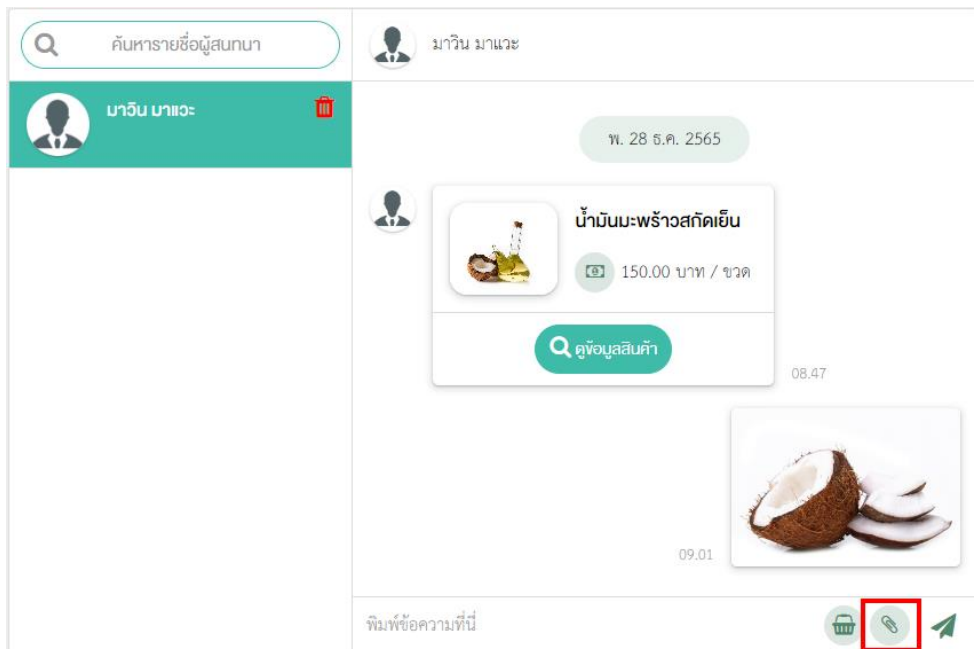 ค้นหารายชื่อผู้สนทนา
มาวิน มาแวะ
มาวิน มาแวะ
พ. 28 ธ.ค. 2565
น้ำมันมะพร้าวสกัดเย็น
150.00 บาท / ขวด
ดูข้อมูลสินค้า
08.47
09.01
พิมพ์ข้อความที่นี่